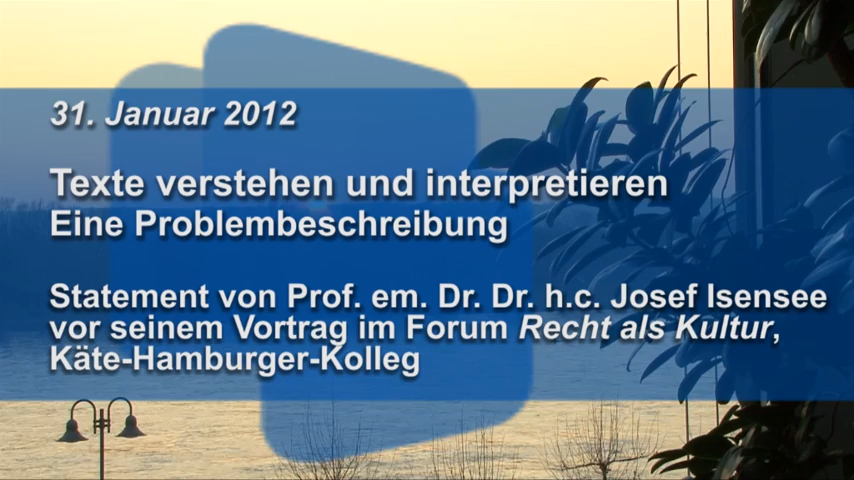 31. Januar 2012
Texte verstehen und interpretieren
Eine Problembeschreibung
Statement von Prof. em. Dr. Dr. h.c. Josef Isensee
vor seinem Vortrag im Forum Recht als Kultur,
Käte-Hamburger-Kolleg